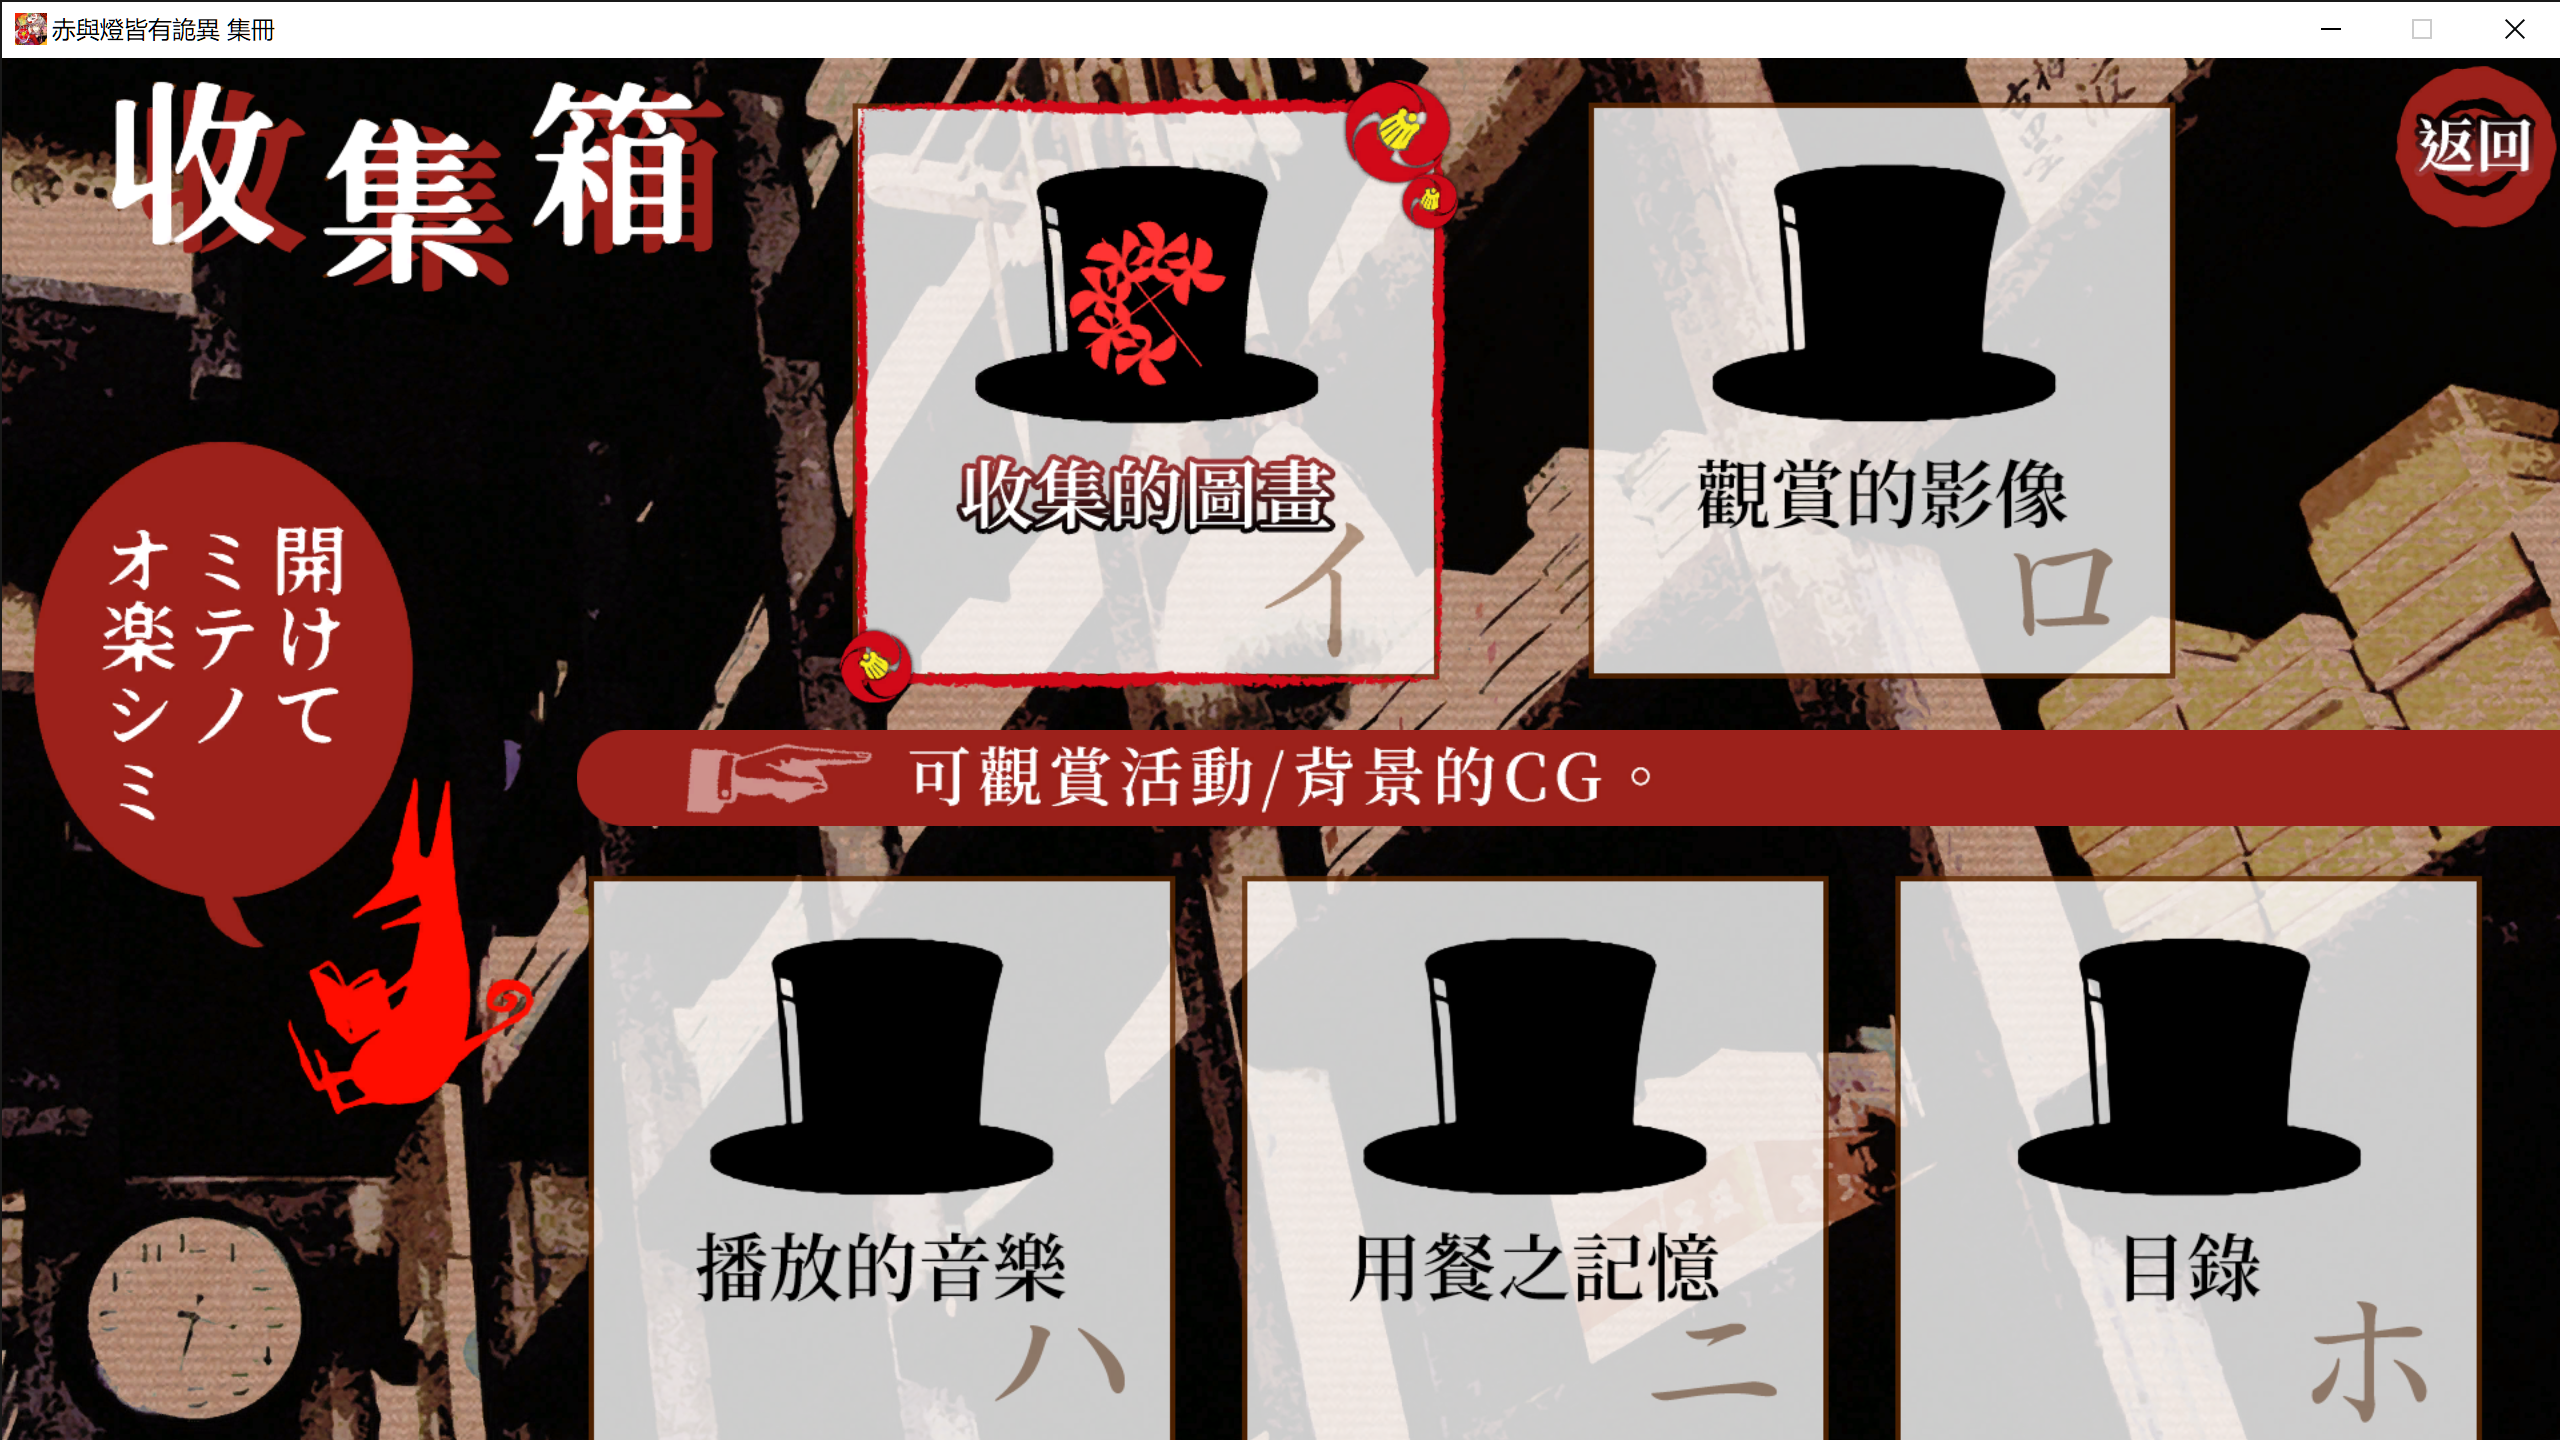 赤與燈皆有詭異 集冊
收集箱
返回
收集的圖畫
イ
觀賞的影像
ロ
開けて
ミテノ
オ楽シミ
可觀賞活動/背景的CG。
播放的音樂
ハ
用餐之記憶
ニ
目錄
ホ